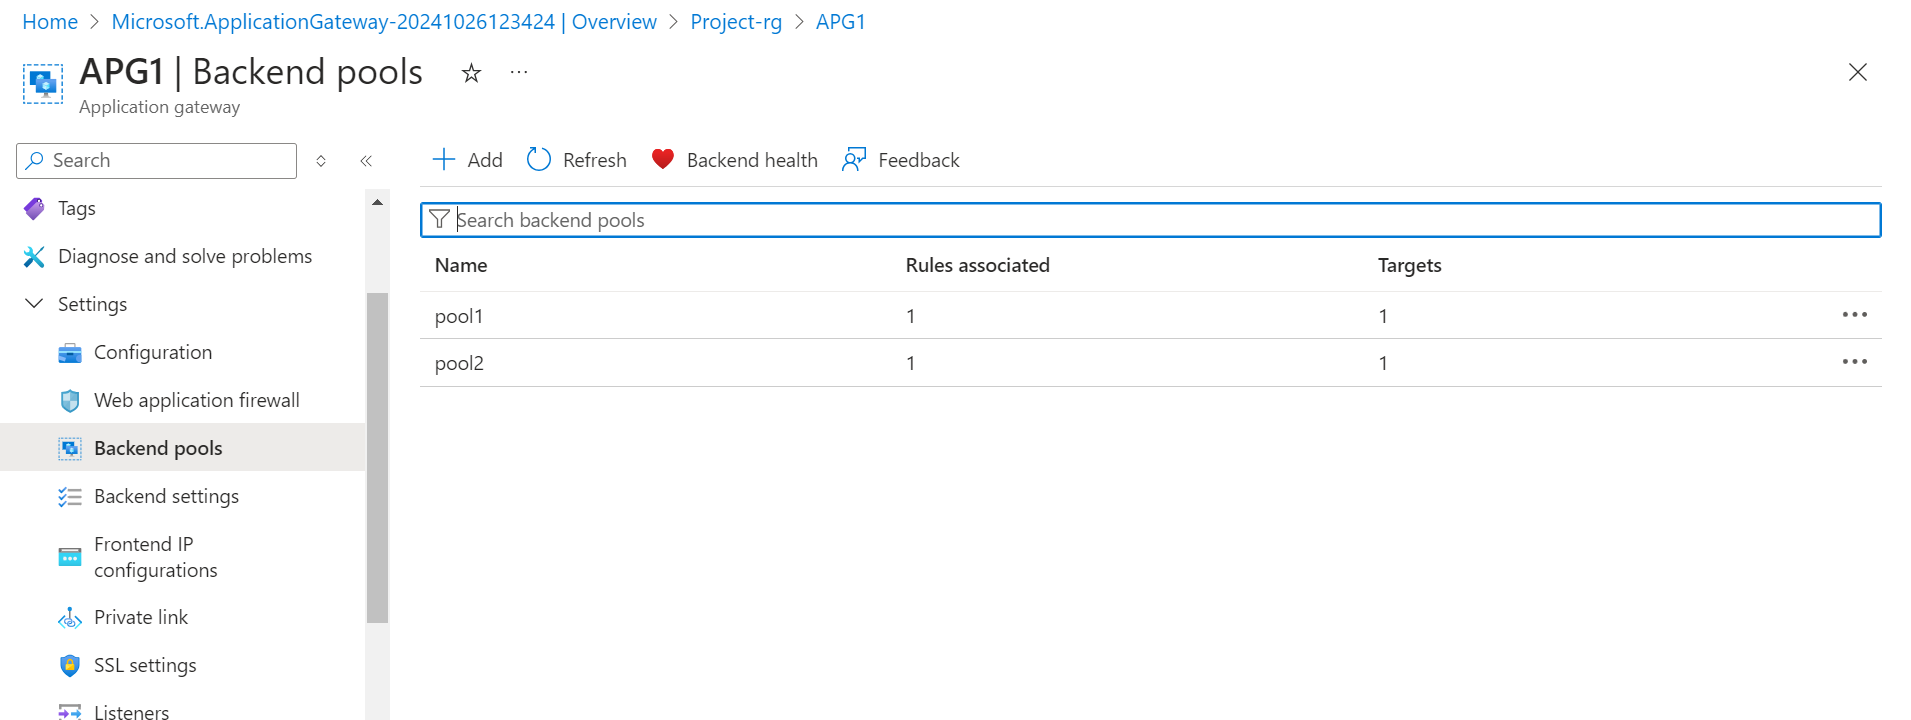 Home > Microsoft.ApplicationGateway-20241026123424 | Overview > Project-rg > APG1
APG1 | Backend pools
Application gateway
Search
Add Refresh Backend health Feedback
Tags
Diagnose and solve problems
Settings
Configuration
Web application firewall
Backend pools
Backend settings
Frontend IP
configurations
Private link
SSL settings
Listeners
Search backend pools
Name Rules associated Targets
pool1 1 1
pool2 1 1